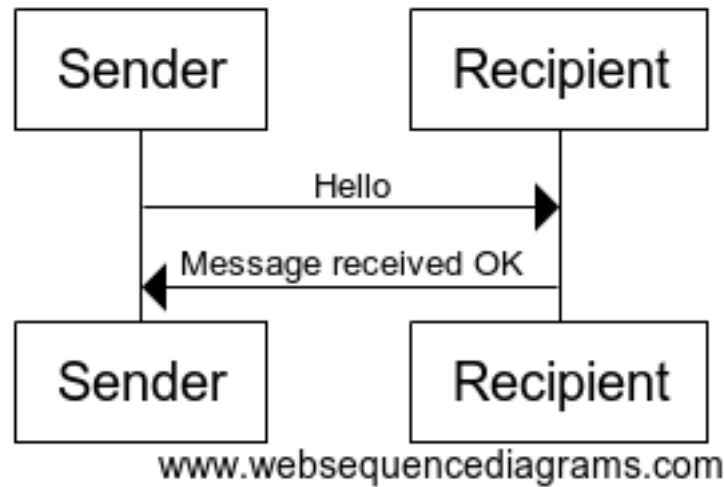 Sender Recipient
Hello
Message received OK
Sender Recipient
www.websequencediagrams.com